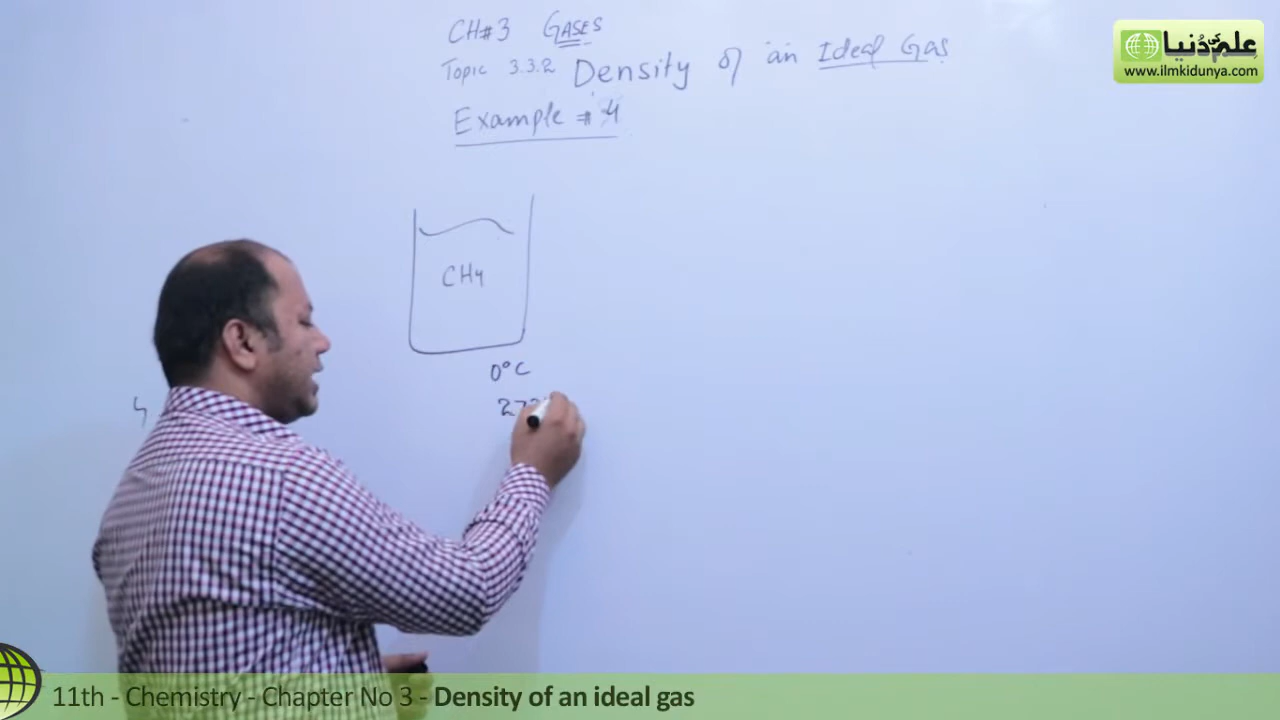 CH#3 GASES
Topic 3.3.2 Density of an Ideal Gas
Example # 4
CH4
0°C
علم کی دُنیا
www.ilmkidunya.com
11th - Chemistry - Chapter No 3 - Density of an ideal gas